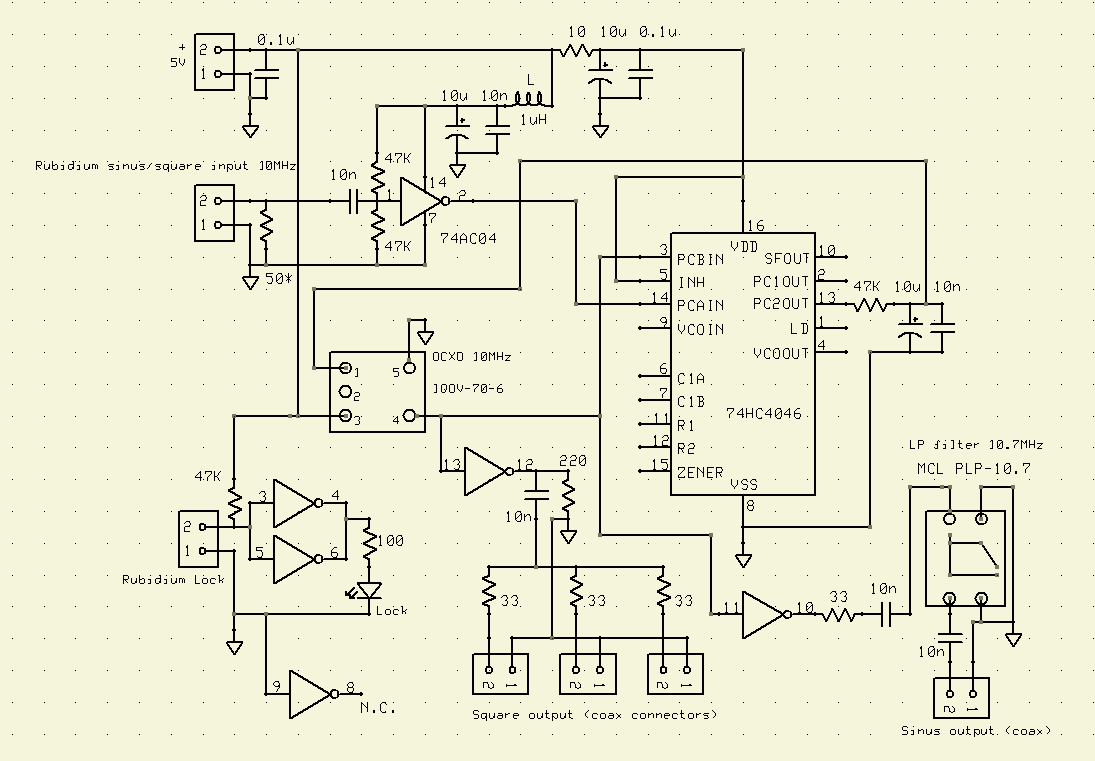 10 10u 0.1u
0.1u
+
5V
2
1
L
1uH
10u 10n
Rubidium sinus/square input 10MHz
47K
10n
14
2
1
2
1
7
47K
74AC04
50*
16
VDD
3 PCBIN
5 INH
14 PCAIN
9 VCOIN
6 C1A
7 C1B
11 R1
12 R2
15 ZENER
SFOUT 10
PC1OUT 2
PC2OUT 13
LD 1
VCOOUT 4
74HC4046
VSS
8
47K 10u 10n
OCXO 10MHz
100V-70-6
1
2
3
5
4
LP filter 10.7MHz
MCL PLP-10.7
13
12
220
10n
47K
3
4
5
6
2
1
100
Rubidium Lock
Lock
33
33
33
11
10
33
10n
10n
9
8
N.C.
2 1
2 1
2 1
2 1
Square output (coax connectors)
Sinus output (coax)